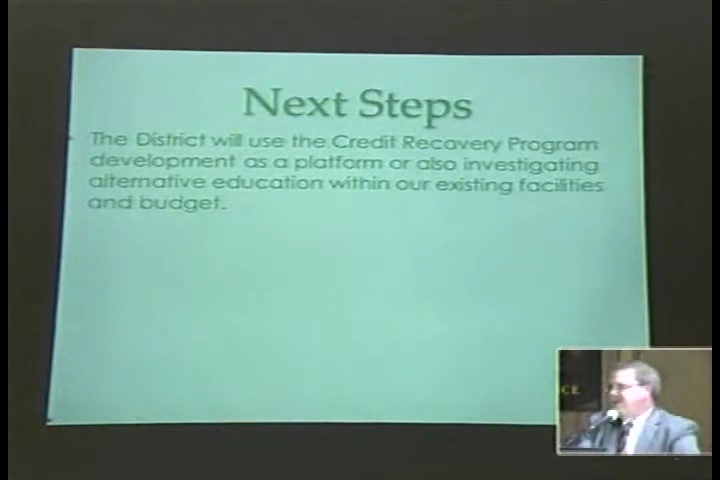 Next Steps
The District will use the Credit Recovery Program
development as a platform or also investigating
alternative education within our existing facilities
and budget.
CE